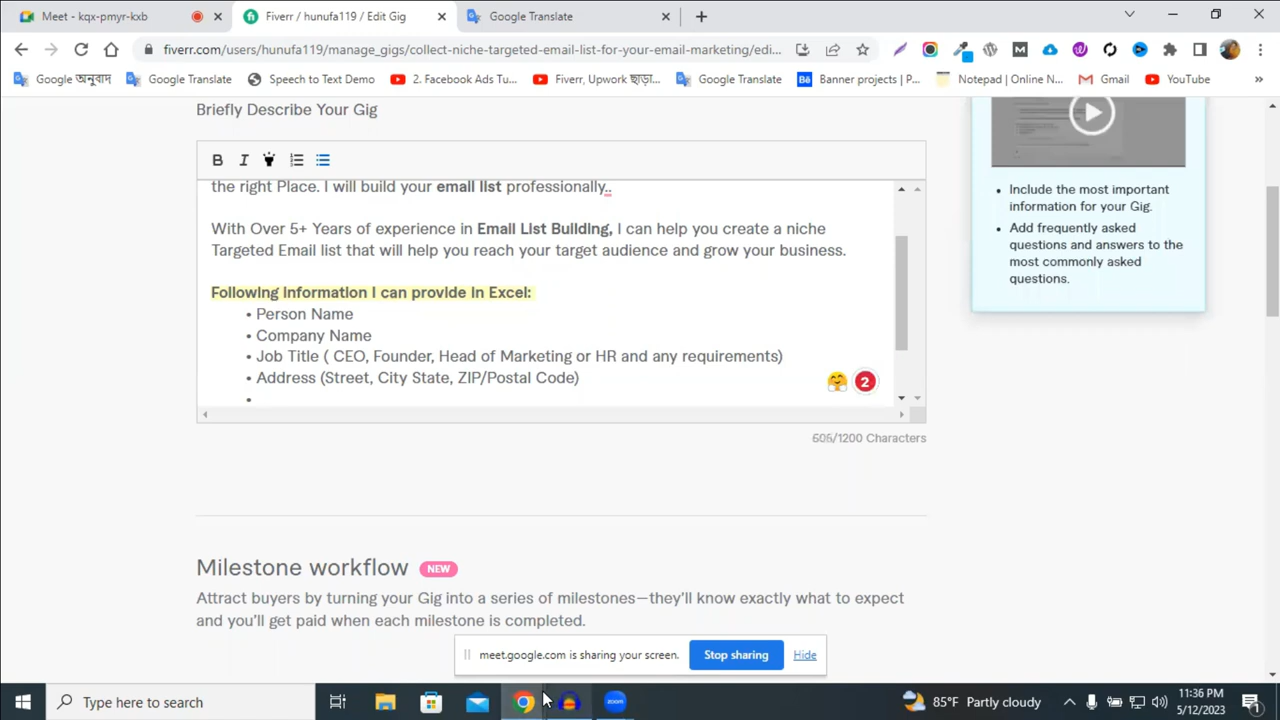 Meet - kqx-pmyr-kxb
Fiverr / hunufa119 / Edit Gig
Google Translate
fiverr.com/users/hunufa119/manage_gigs/collect-niche-targeted-email-list-for-your-email-marketing/edi...
Google অনুবাদ
Google Translate
Speech to Text Demo
2. Facebook Ads Tu...
Fiverr, Upwork ছাড়া...
Google Translate
Banner projects | P...
Notepad | Online N...
Gmail
YouTube
»
Briefly Describe Your Gig
B I
the right Place. I will build your email list professionally..
With Over 5+ Years of experience in Email List Building, I can help you create a niche
Targeted Email list that will help you reach your target audience and grow your business.
Following Information I can provide in Excel:
• Person Name
• Company Name
• Job Title ( CEO, Founder, Head of Marketing or HR and any requirements)
• Address (Street, City State, ZIP/Postal Code)
•
2
606/1200 Characters
• Include the most important
information for your Gig.
• Add frequently asked
questions and answers to the
most commonly asked
questions.
Milestone workflow NEW
Attract buyers by turning your Gig into a series of milestones—they'll know exactly what to expect
and you'll get paid when each milestone is completed.
meet.google.com is sharing your screen.
Stop sharing
Hide
Type here to search
zoom
85°F Partly cloudy
11:36 PM
5/12/2023
1